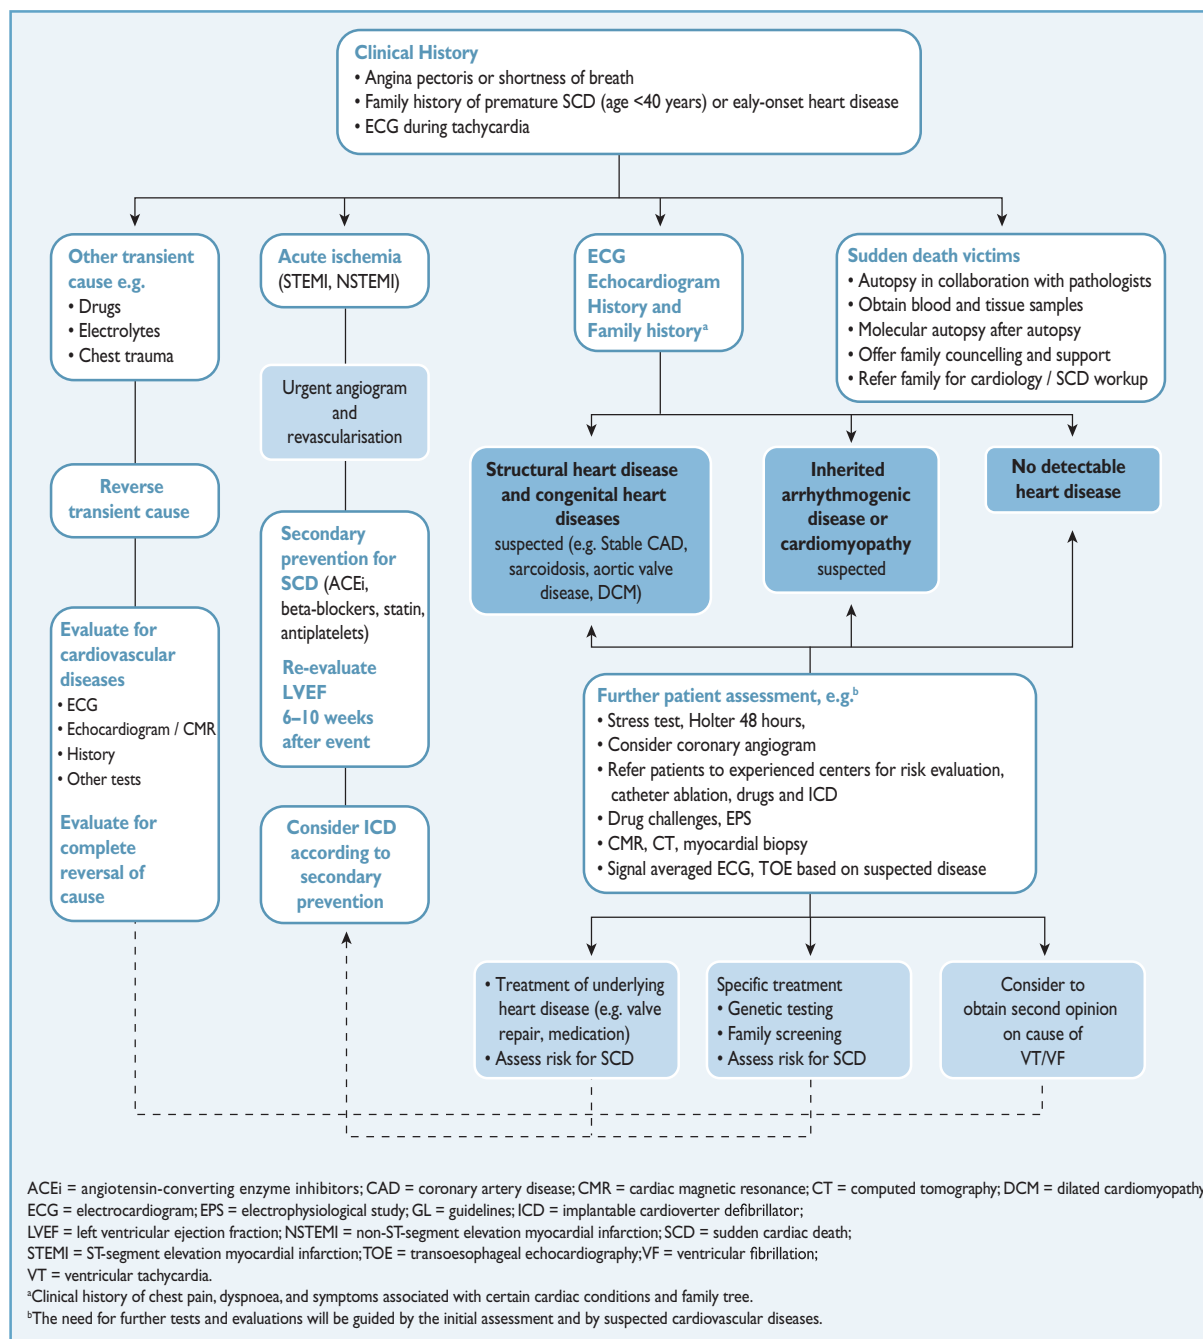 Clinical History
• Angina pectoris or shortness of breath
• Family history of premature SCD (age <40 years) or ealy-onset heart disease
• ECG during tachycardia
Other transient
cause e.g.
• Drugs
• Electrolytes
• Chest trauma
Acute ischemia
(STEMI, NSTEMI)
ECG
Echocardiogram
History and
Family historyᵃ
Sudden death victims
• Autopsy in collaboration with pathologists
• Obtain blood and tissue samples
• Molecular autopsy after autopsy
• Offer family councelling and support
• Refer family for cardiology / SCD workup
Urgent angiogram
and
revascularisation
Reverse
transient cause
Secondary
prevention for
SCD (ACEi,
beta-blockers, statin,
antiplatelets)
Re-evaluate
LVEF
6–10 weeks
after event
Structural heart disease
and congenital heart
diseases
suspected (e.g. Stable CAD,
sarcoidosis, aortic valve
disease, DCM)
Inherited
arrhythmogenic
disease or
cardiomyopathy
suspected
No detectable
heart disease
Evaluate for
cardiovascular
diseases
• ECG
• Echocardiogram / CMR
• History
• Other tests
Evaluate for
complete
reversal of
cause
Consider ICD
according to
secondary
prevention
Further patient assessment, e.g.ᵇ
• Stress test, Holter 48 hours,
• Consider coronary angiogram
• Refer patients to experienced centers for risk evaluation,
catheter ablation, drugs and ICD
• Drug challenges, EPS
• CMR, CT, myocardial biopsy
• Signal averaged ECG, TOE based on suspected disease
• Treatment of underlying
heart disease (e.g. valve
repair, medication)
• Assess risk for SCD
Specific treatment
• Genetic testing
• Family screening
• Assess risk for SCD
Consider to
obtain second opinion
on cause of
VT/VF
ACEi = angiotensin-converting enzyme inhibitors; CAD = coronary artery disease; CMR = cardiac magnetic resonance; CT = computed tomography; DCM = dilated cardiomyopathy
ECG = electrocardiogram; EPS = electrophysiological study; GL = guidelines; ICD = implantable cardioverter defibrillator;
LVEF = left ventricular ejection fraction; NSTEMI = non-ST-segment elevation myocardial infarction; SCD = sudden cardiac death;
STEMI = ST-segment elevation myocardial infarction; TOE = transoesophageal echocardiography; VF = ventricular fibrillation;
VT = ventricular tachycardia.
ᵃClinical history of chest pain, dyspnoea, and symptoms associated with certain cardiac conditions and family tree.
ᵇThe need for further tests and evaluations will be guided by the initial assessment and by suspected cardiovascular diseases.